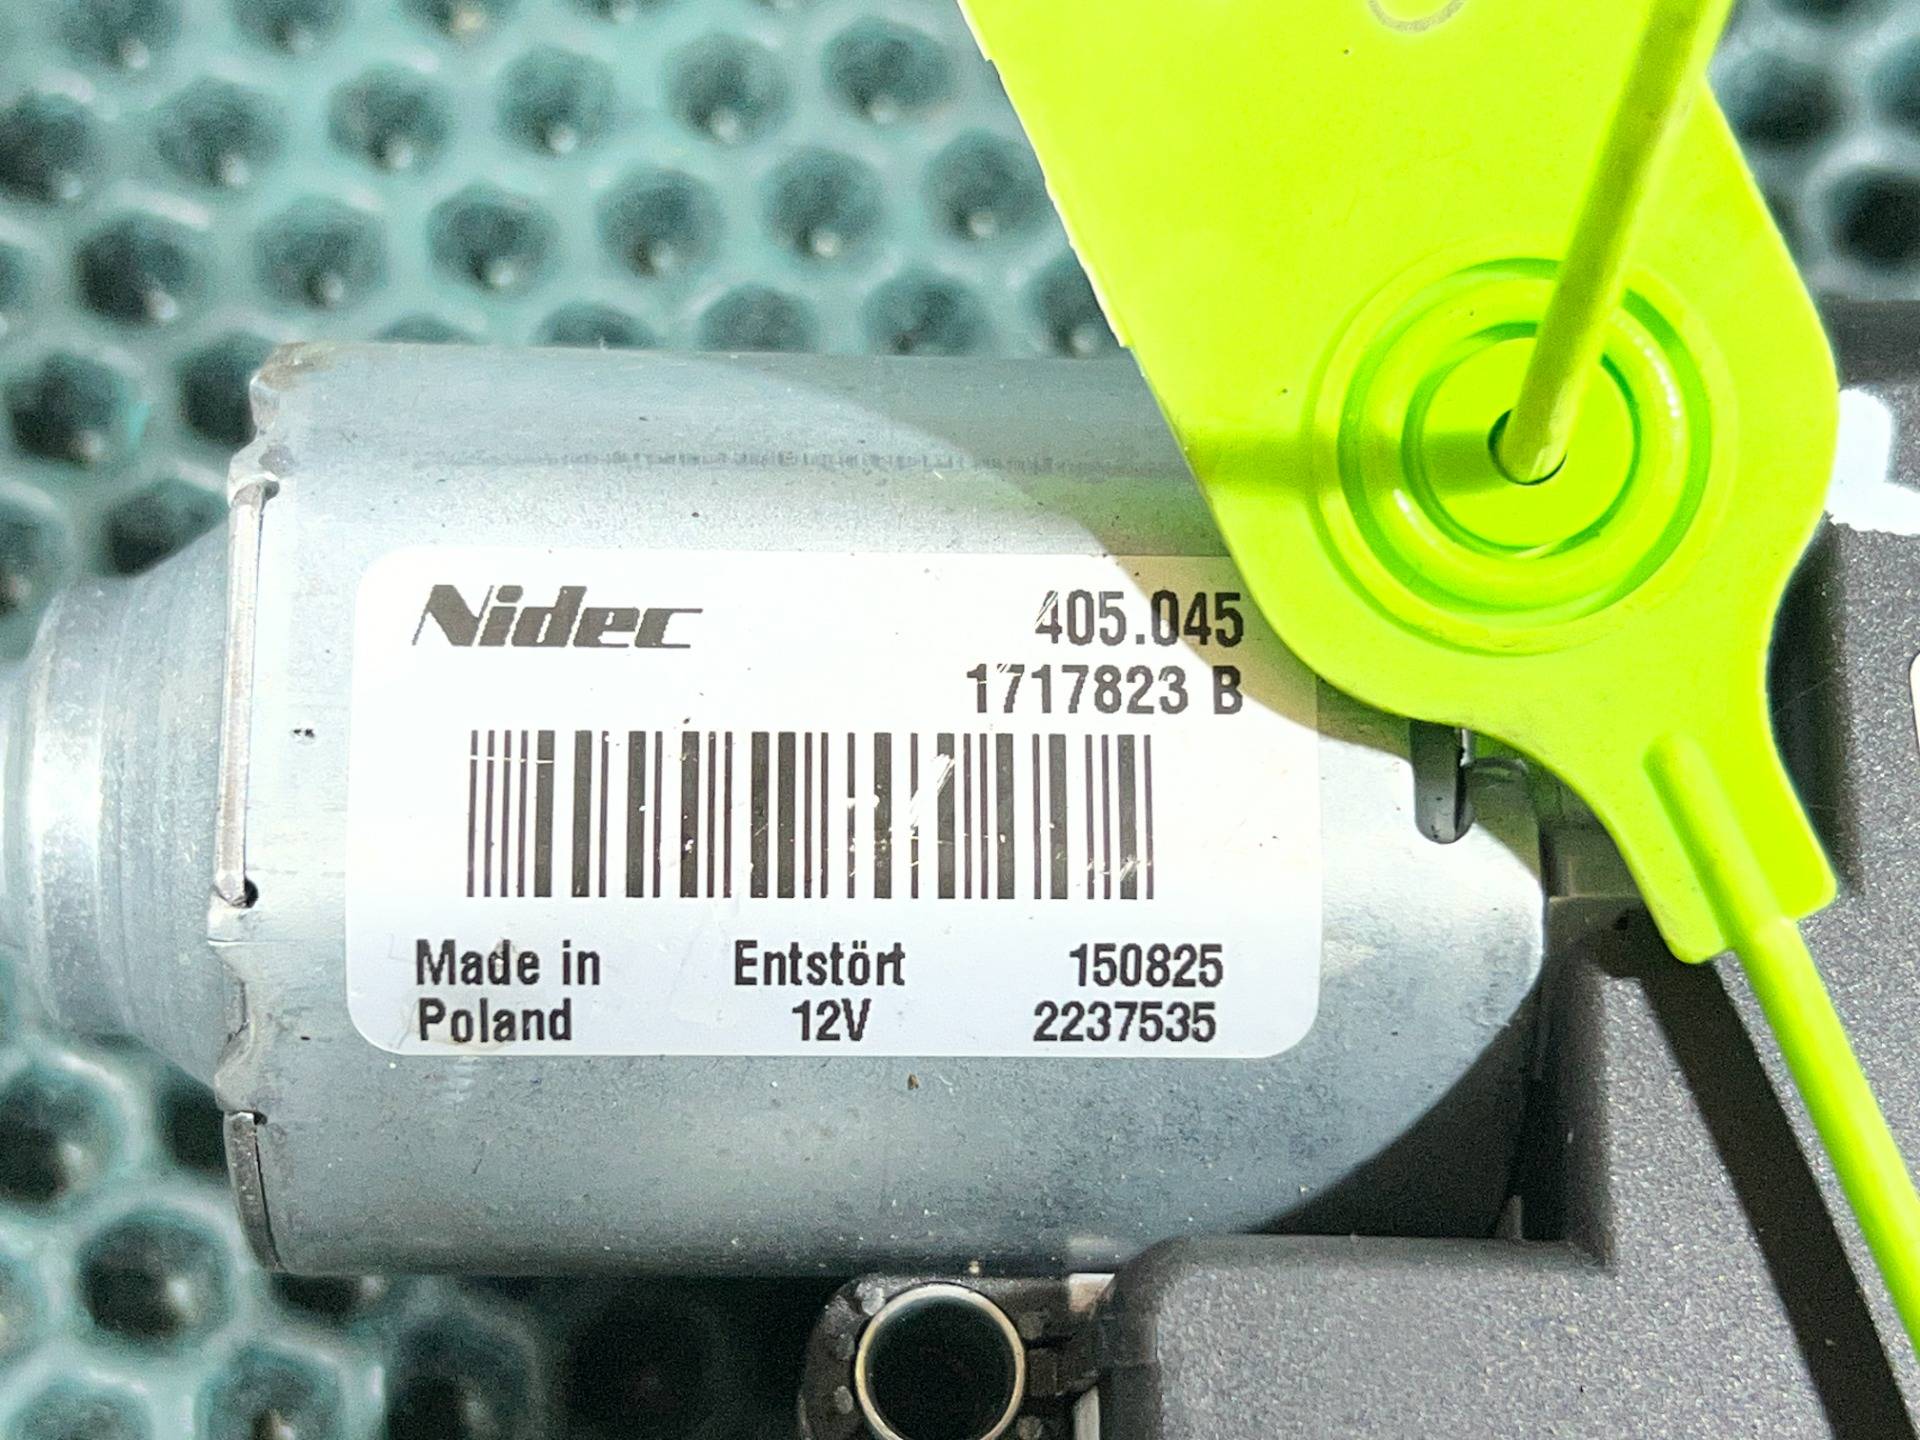 Nidec
405.045
1717823 B
Made in Entstört 150825
Poland 12V 2237535